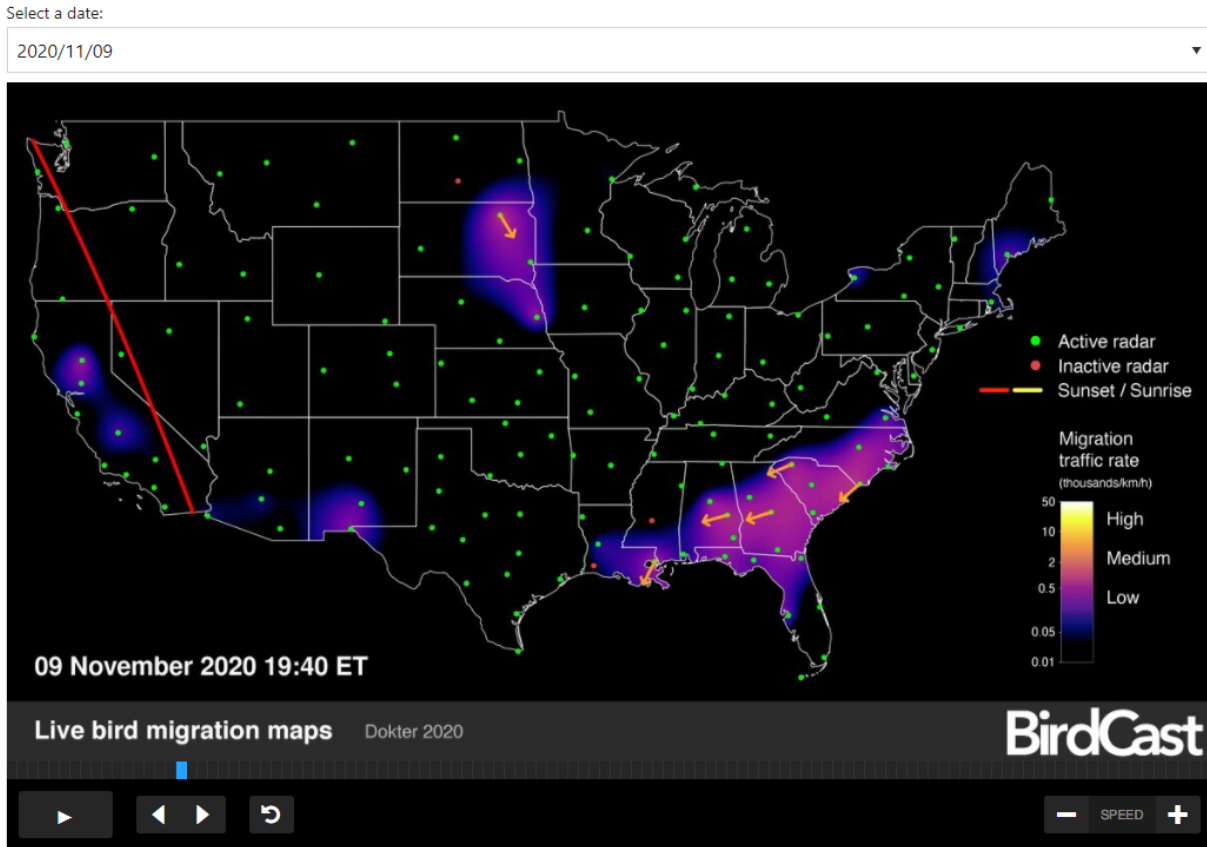 Select a date:
2020/11/09
Active radar
Inactive radar
Sunset / Sunrise
Migration
traffic rate
(thousands/km/h)
50
High
10
Medium
2
0.5
Low
0.05
0.01
09 November 2020 19:40 ET
Live bird migration maps Dokter 2020
BirdCast
SPEED